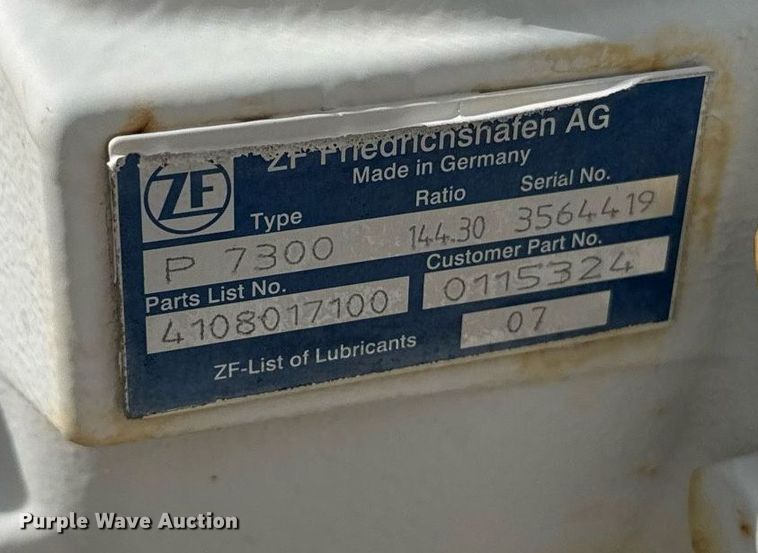 ZF Friedrichshafen AG
Made in Germany
ZF
Type Ratio Serial No.
P 7300 144.30 3564419
Parts List No. Customer Part No.
4108017100 0115324
ZF-List of Lubricants 07
Purple Wave Auction